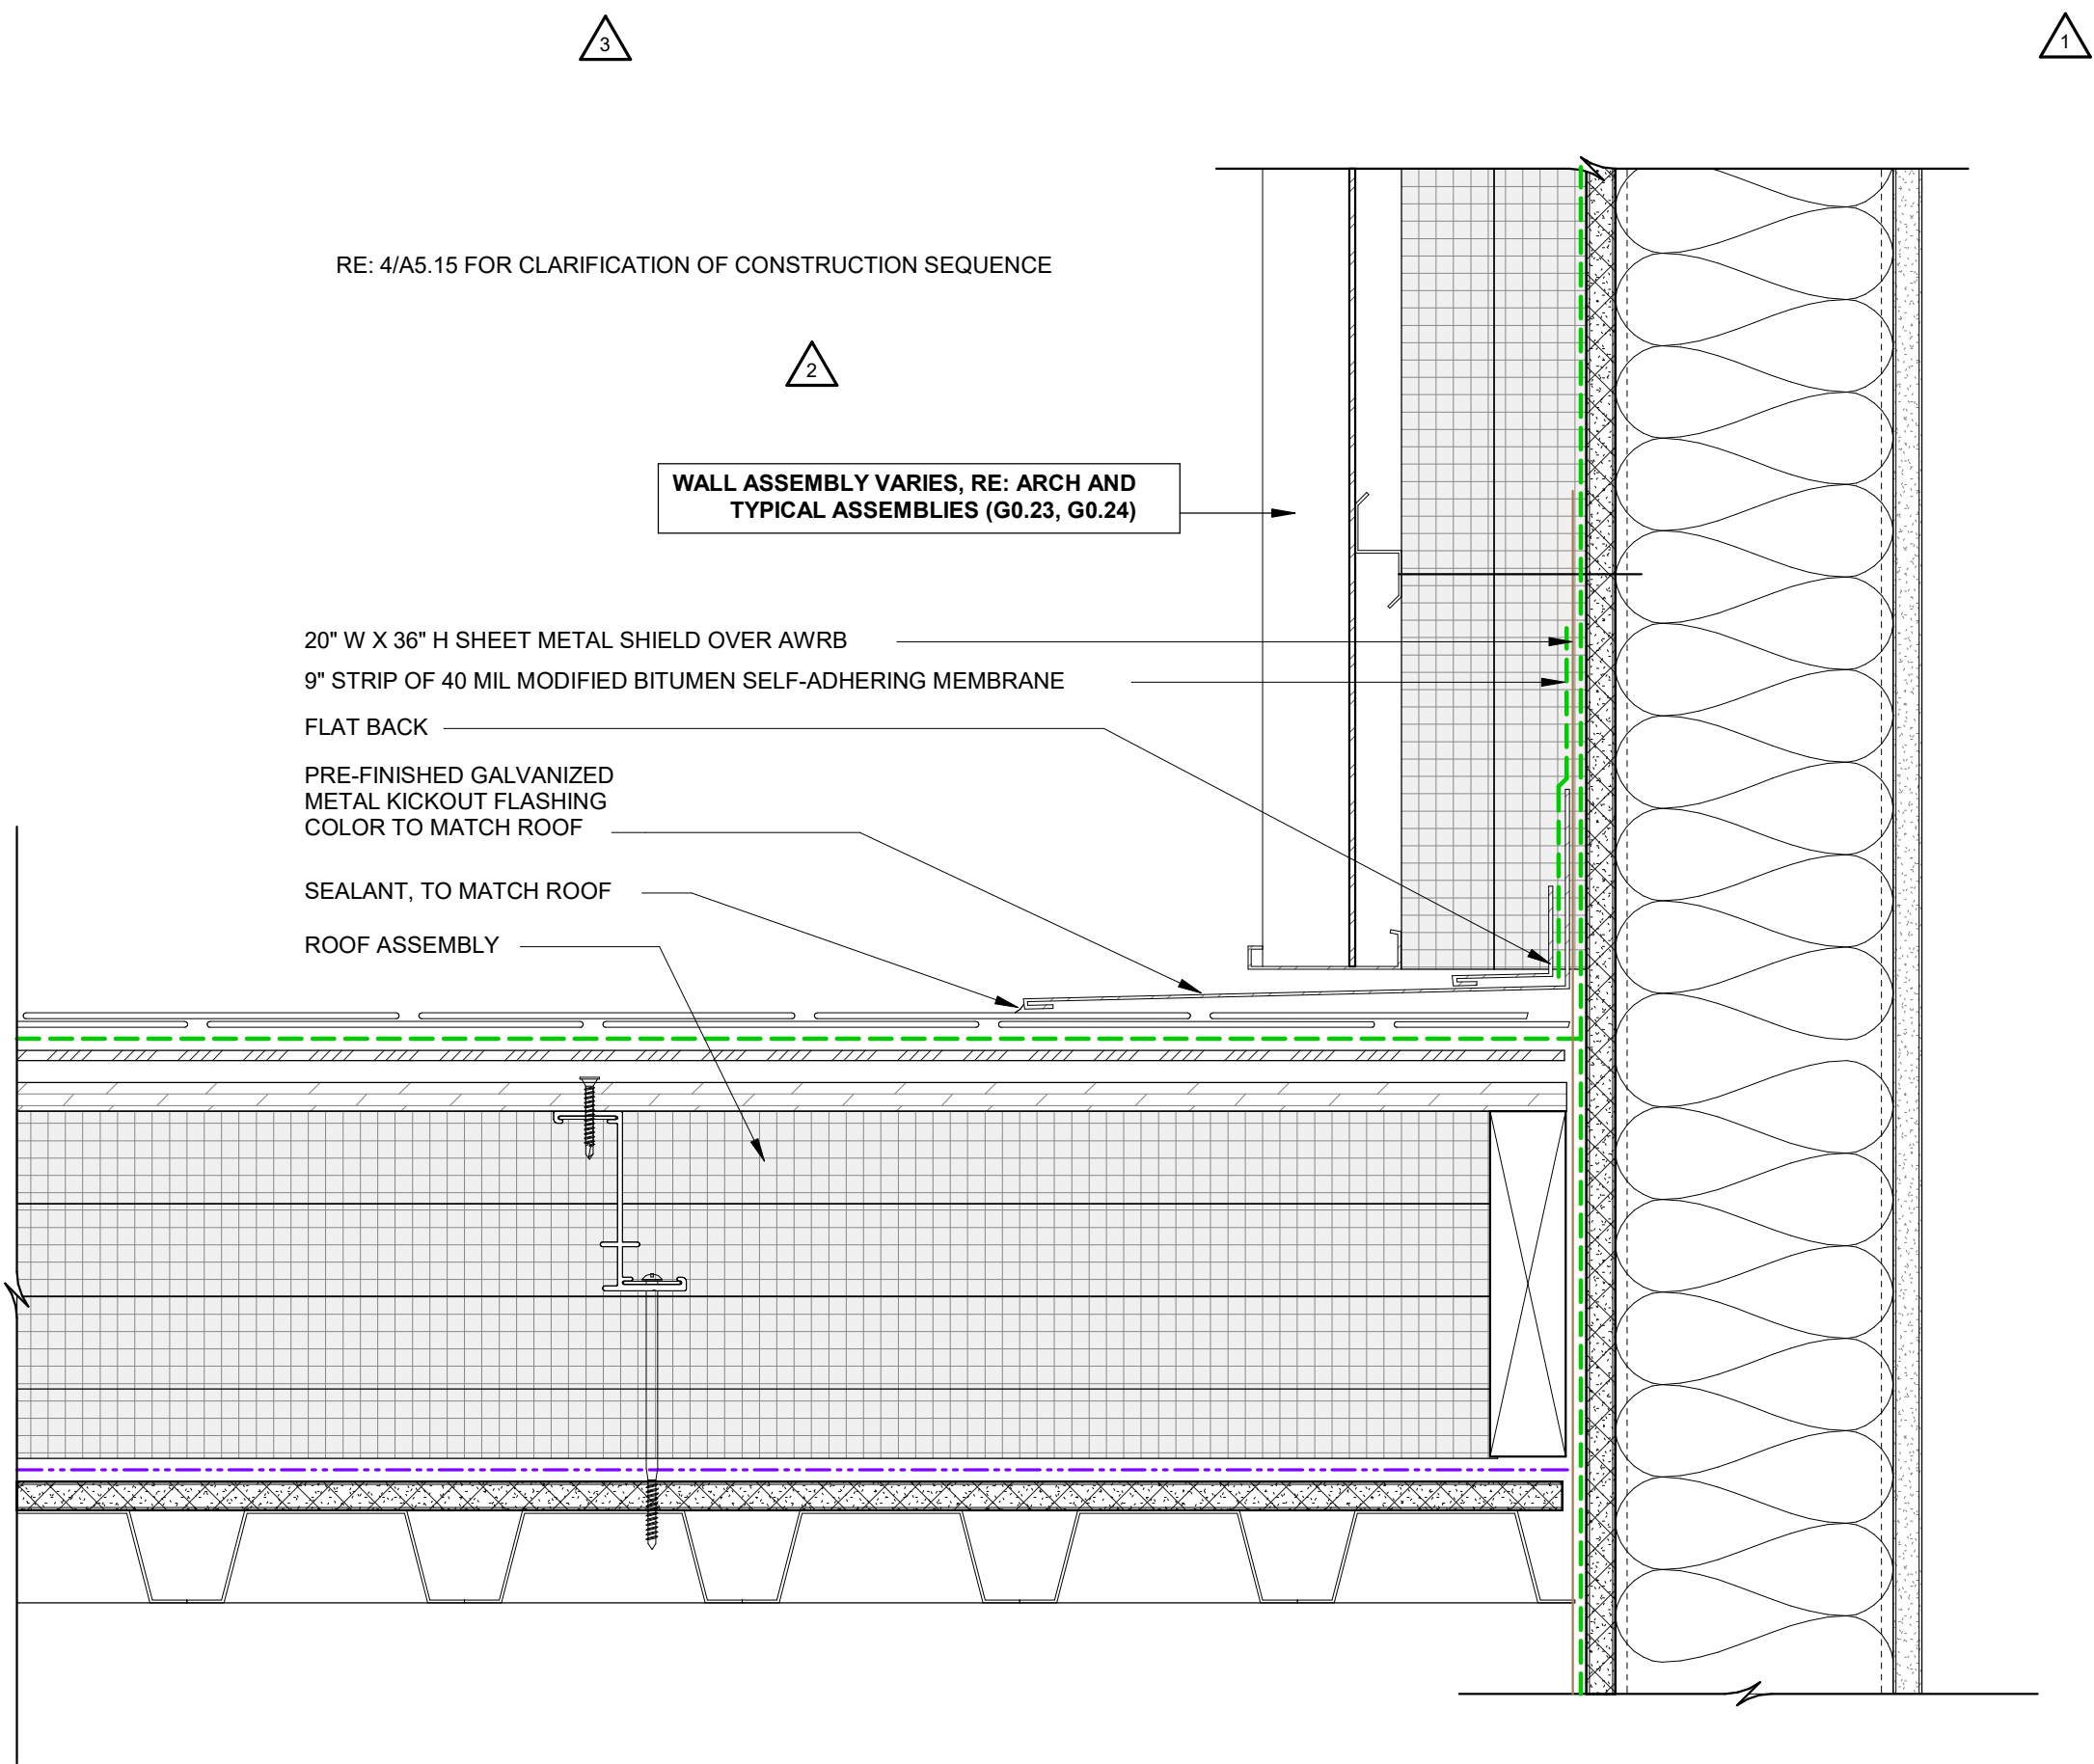 3
1
RE: 4/A5.15 FOR CLARIFICATION OF CONSTRUCTION SEQUENCE
2
WALL ASSEMBLY VARIES, RE: ARCH AND
TYPICAL ASSEMBLIES (G0.23, G0.24)
20" W X 36" H SHEET METAL SHIELD OVER AWRB
9" STRIP OF 40 MIL MODIFIED BITUMEN SELF-ADHERING MEMBRANE
FLAT BACK
PRE-FINISHED GALVANIZED
METAL KICKOUT FLASHING
COLOR TO MATCH ROOF
SEALANT, TO MATCH ROOF
ROOF ASSEMBLY